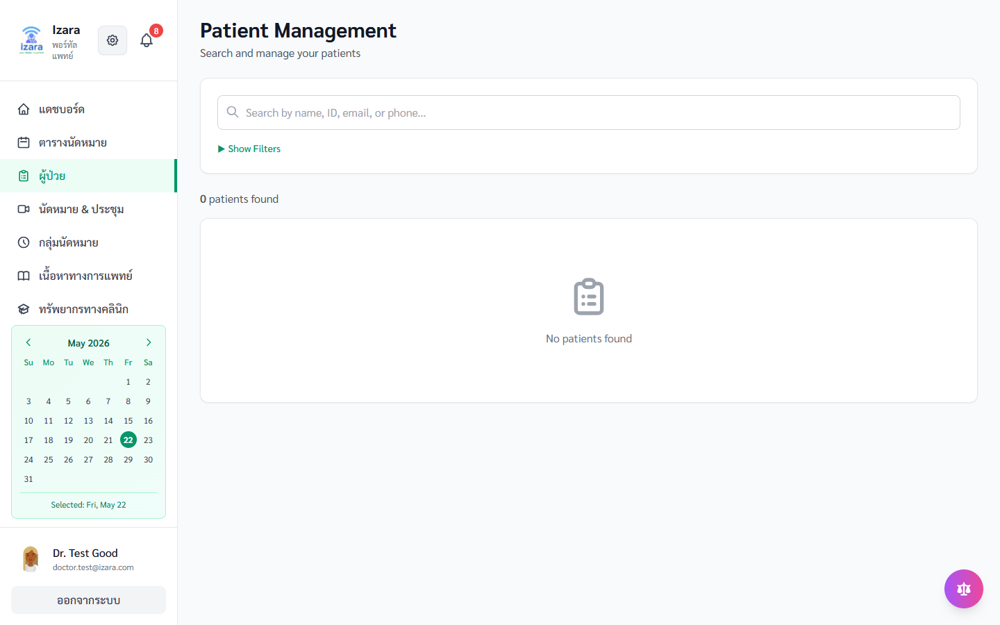 Izara
พอร์ทัล
แพทย์
izara
8
แดชบอร์ด
ตารางนัดหมาย
ผู้ป่วย
นัดหมาย & ประชุม
กลุ่มนัดหมาย
เนื้อหาทางการแพทย์
ทรัพยากรทางคลินิก
May 2026
Su Mo Tu We Th Fr Sa
1 2
3 4 5 6 7 8 9
10 11 12 13 14 15 16
17 18 19 20 21 22 23
24 25 26 27 28 29 30
31
Selected: Fri, May 22
Dr. Test Good
doctor.test@izara.com
ออกจากระบบ
Patient Management
Search and manage your patients
Search by name, ID, email, or phone...
▶ Show Filters
0 patients found
No patients found